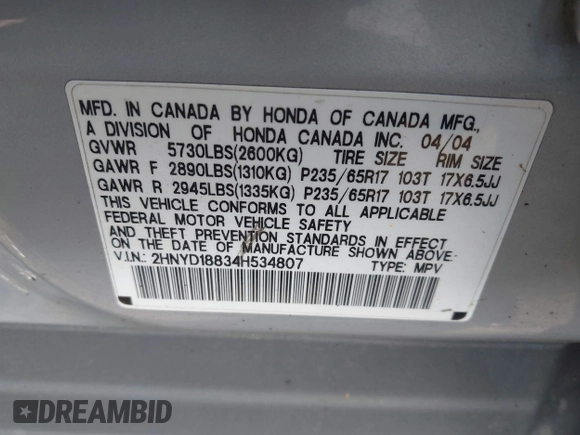 MFD. IN CANADA BY HONDA OF CANADA MFG.,
A DIVISION OF HONDA CANADA INC. 04/04
GVWR 5730LBS(2600KG) TIRE SIZE RIM SIZE
GAWR F 2890LBS(1310KG) P235/65R17 103T 17X6.5JJ
GAWR R 2945LBS(1335KG) P235/65R17 103T 17X6.5JJ
THIS VEHICLE CONFORMS TO ALL APPLICABLE
FEDERAL MOTOR VEHICLE SAFETY
AND THEFT PREVENTION STANDARDS IN EFFECT
ON THE DATE OF MANUFACTURE SHOWN ABOVE.
V.I.N.: 2HNYD18834H534807 TYPE: MPV
DREAMBID